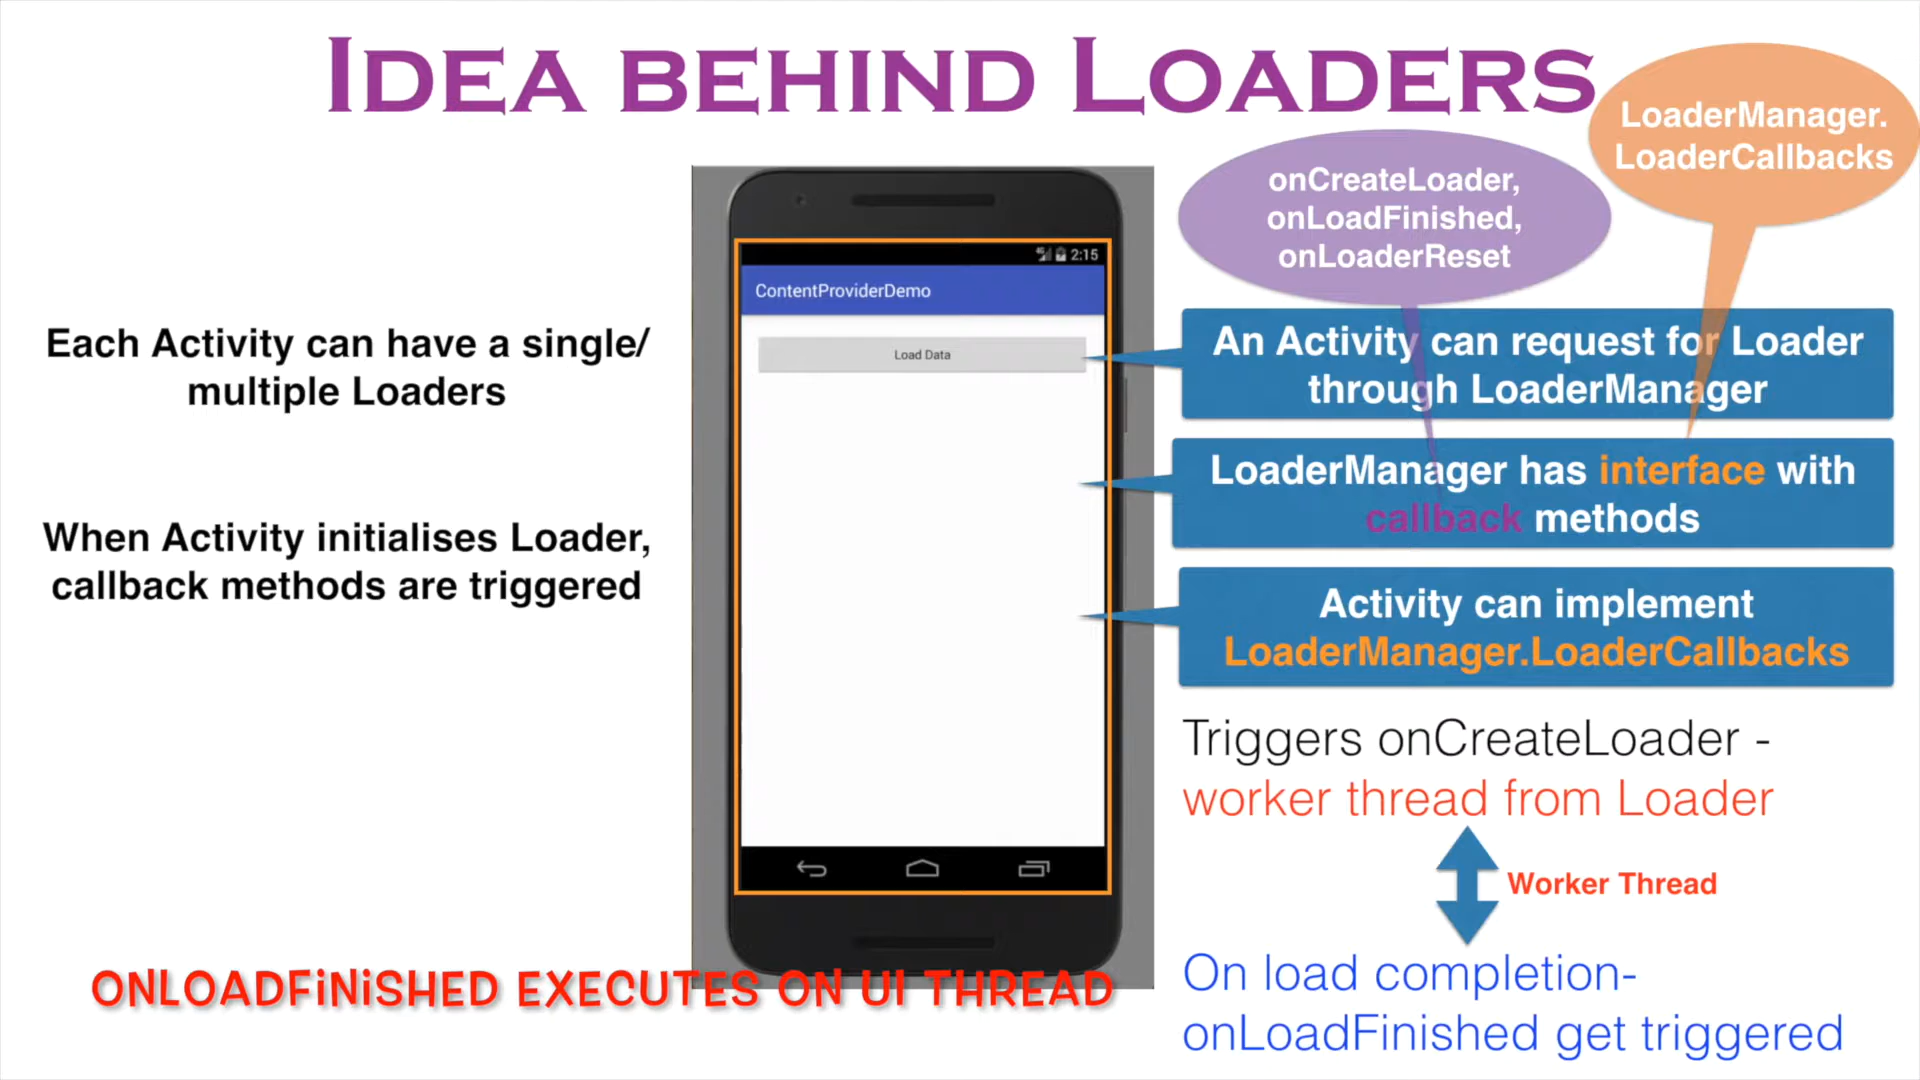 IDEA BEHIND LOADERS
LoaderManager.
LoaderCallbacks
onCreateLoader,
onLoadFinished,
onLoaderReset
2:15
ContentProviderDemo
Load Data
Each Activity can have a single/
multiple Loaders
When Activity initialises Loader,
callback methods are triggered
An Activity can request for Loader
through LoaderManager
LoaderManager has interface with
callback methods
Activity can implement
LoaderManager.LoaderCallbacks
Triggers onCreateLoader -
worker thread from Loader
Worker Thread
On load completion-
onLoadFinished get triggered
ONLOADFiNiSHED EXECUTES ON UI THREAD